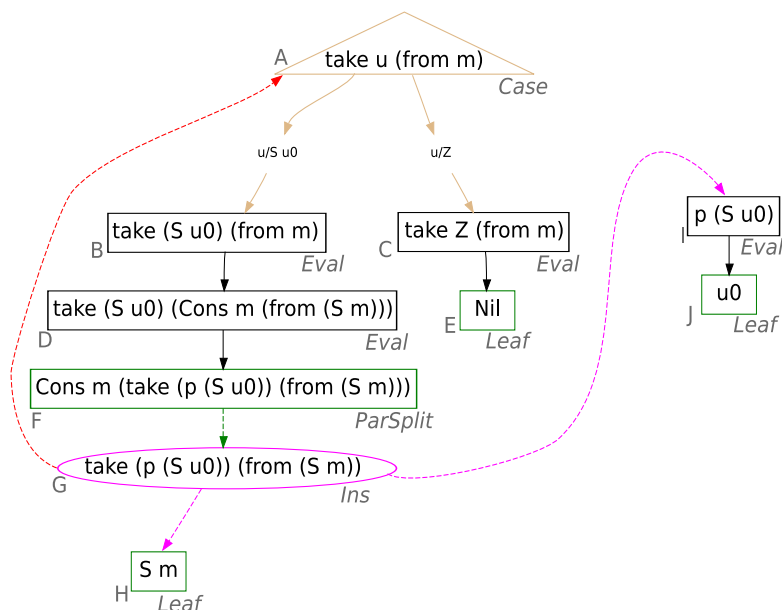 A
take u (from m)
Case
u/S u0
u/Z
take (S u0) (from m)
B
Eval
take Z (from m)
C
Eval
p (S u0)
I
Eval
take (S u0) (Cons m (from (S m)))
D
Eval
Nil
E
Leaf
u0
J
Leaf
Cons m (take (p (S u0)) (from (S m)))
F
ParSplit
take (p (S u0)) (from (S m))
G
Ins
S m
H
Leaf